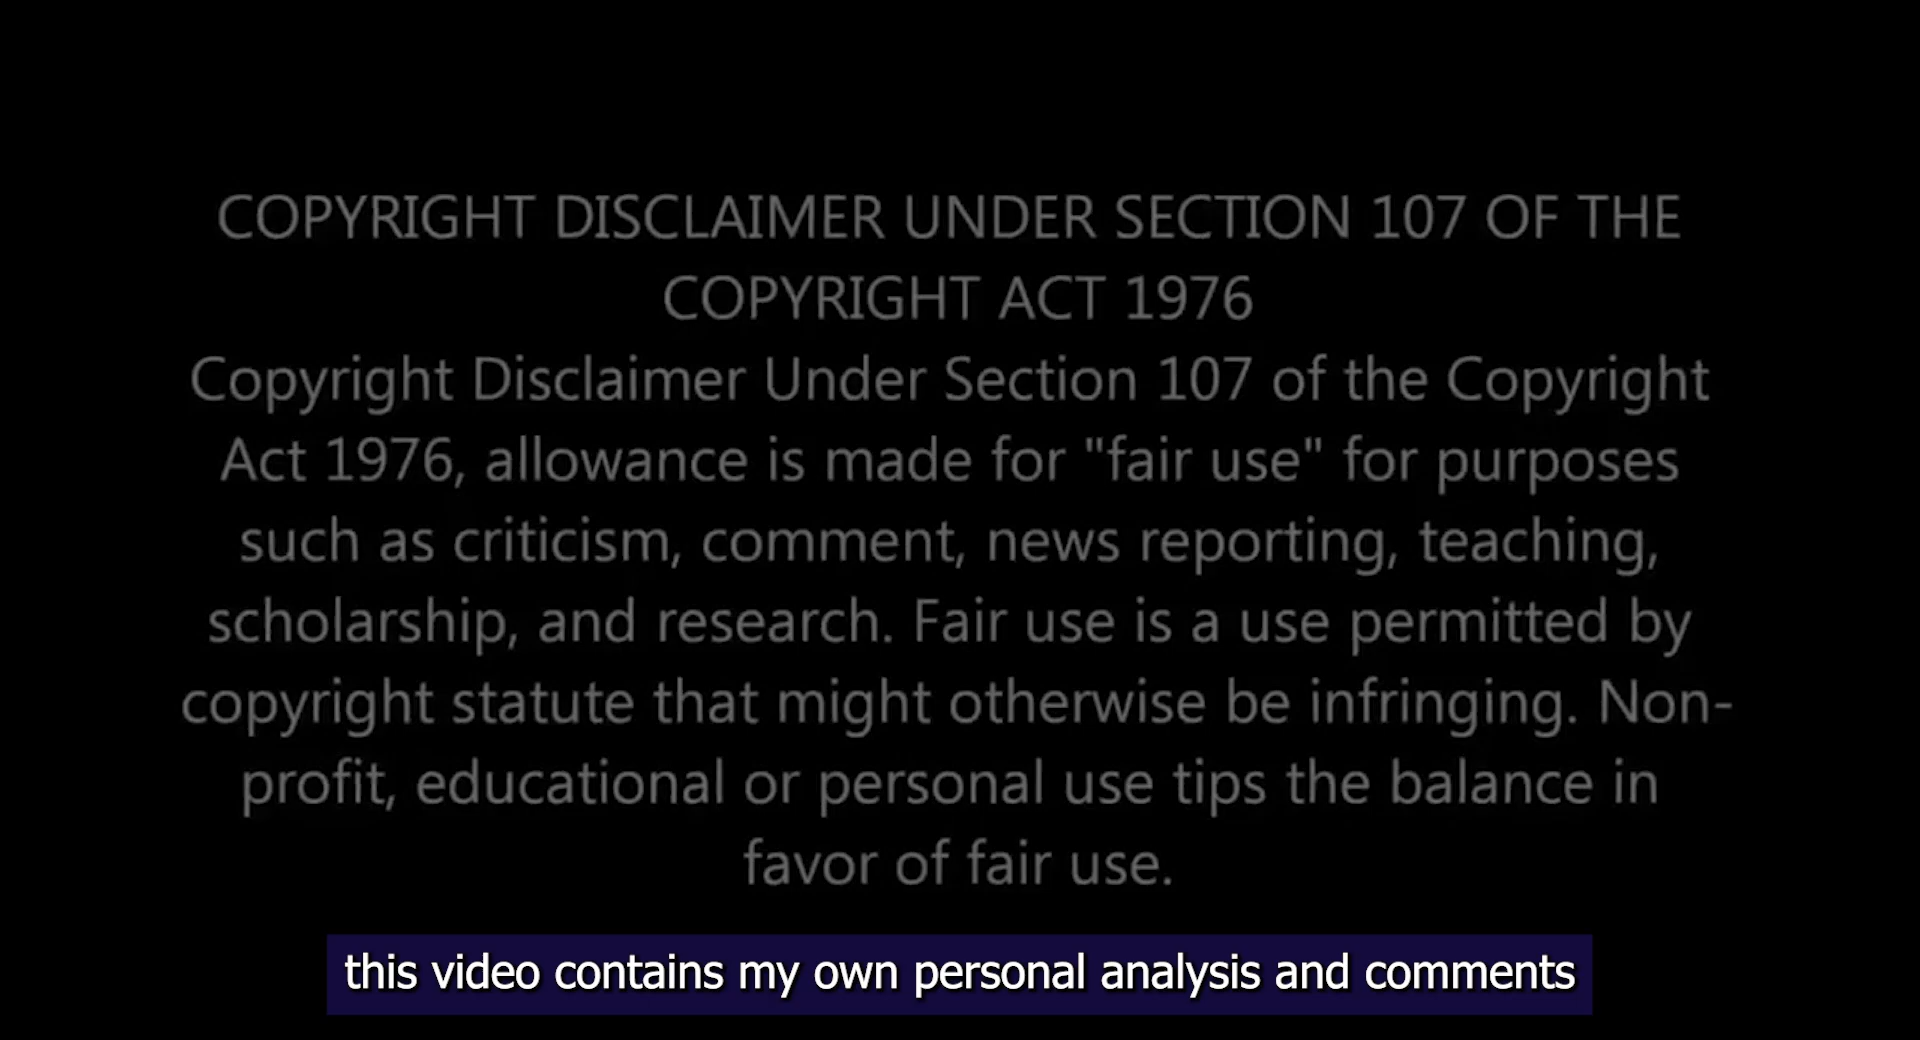 COPYRIGHT DISCLAIMER UNDER SECTION 107 OF THE
COPYRIGHT ACT 1976
Copyright Disclaimer Under Section 107 of the Copyright
Act 1976, allowance is made for "fair use" for purposes
such as criticism, comment, news reporting, teaching,
scholarship, and research. Fair use is a use permitted by
copyright statute that might otherwise be infringing. Non-
profit, educational or personal use tips the balance in
favor of fair use.
this video contains my own personal analysis and comments